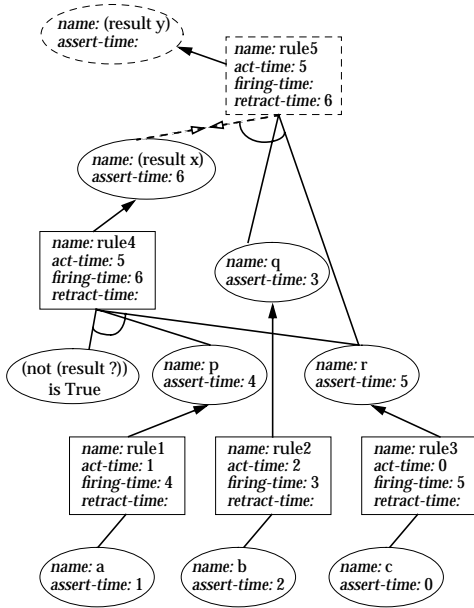 name: (result y)
assert-time:
name: rule5
act-time: 5
firing-time:
retract-time: 6
name: (result x)
assert-time: 6
name: rule4
act-time: 5
firing-time: 6
retract-time:
name: q
assert-time: 3
(not (result ?))
is True
name: p
assert-time: 4
name: r
assert-time: 5
name: rule1
act-time: 1
firing-time: 4
retract-time:
name: rule2
act-time: 2
firing-time: 3
retract-time:
name: rule3
act-time: 0
firing-time: 5
retract-time:
name: a
assert-time: 1
name: b
assert-time: 2
name: c
assert-time: 0